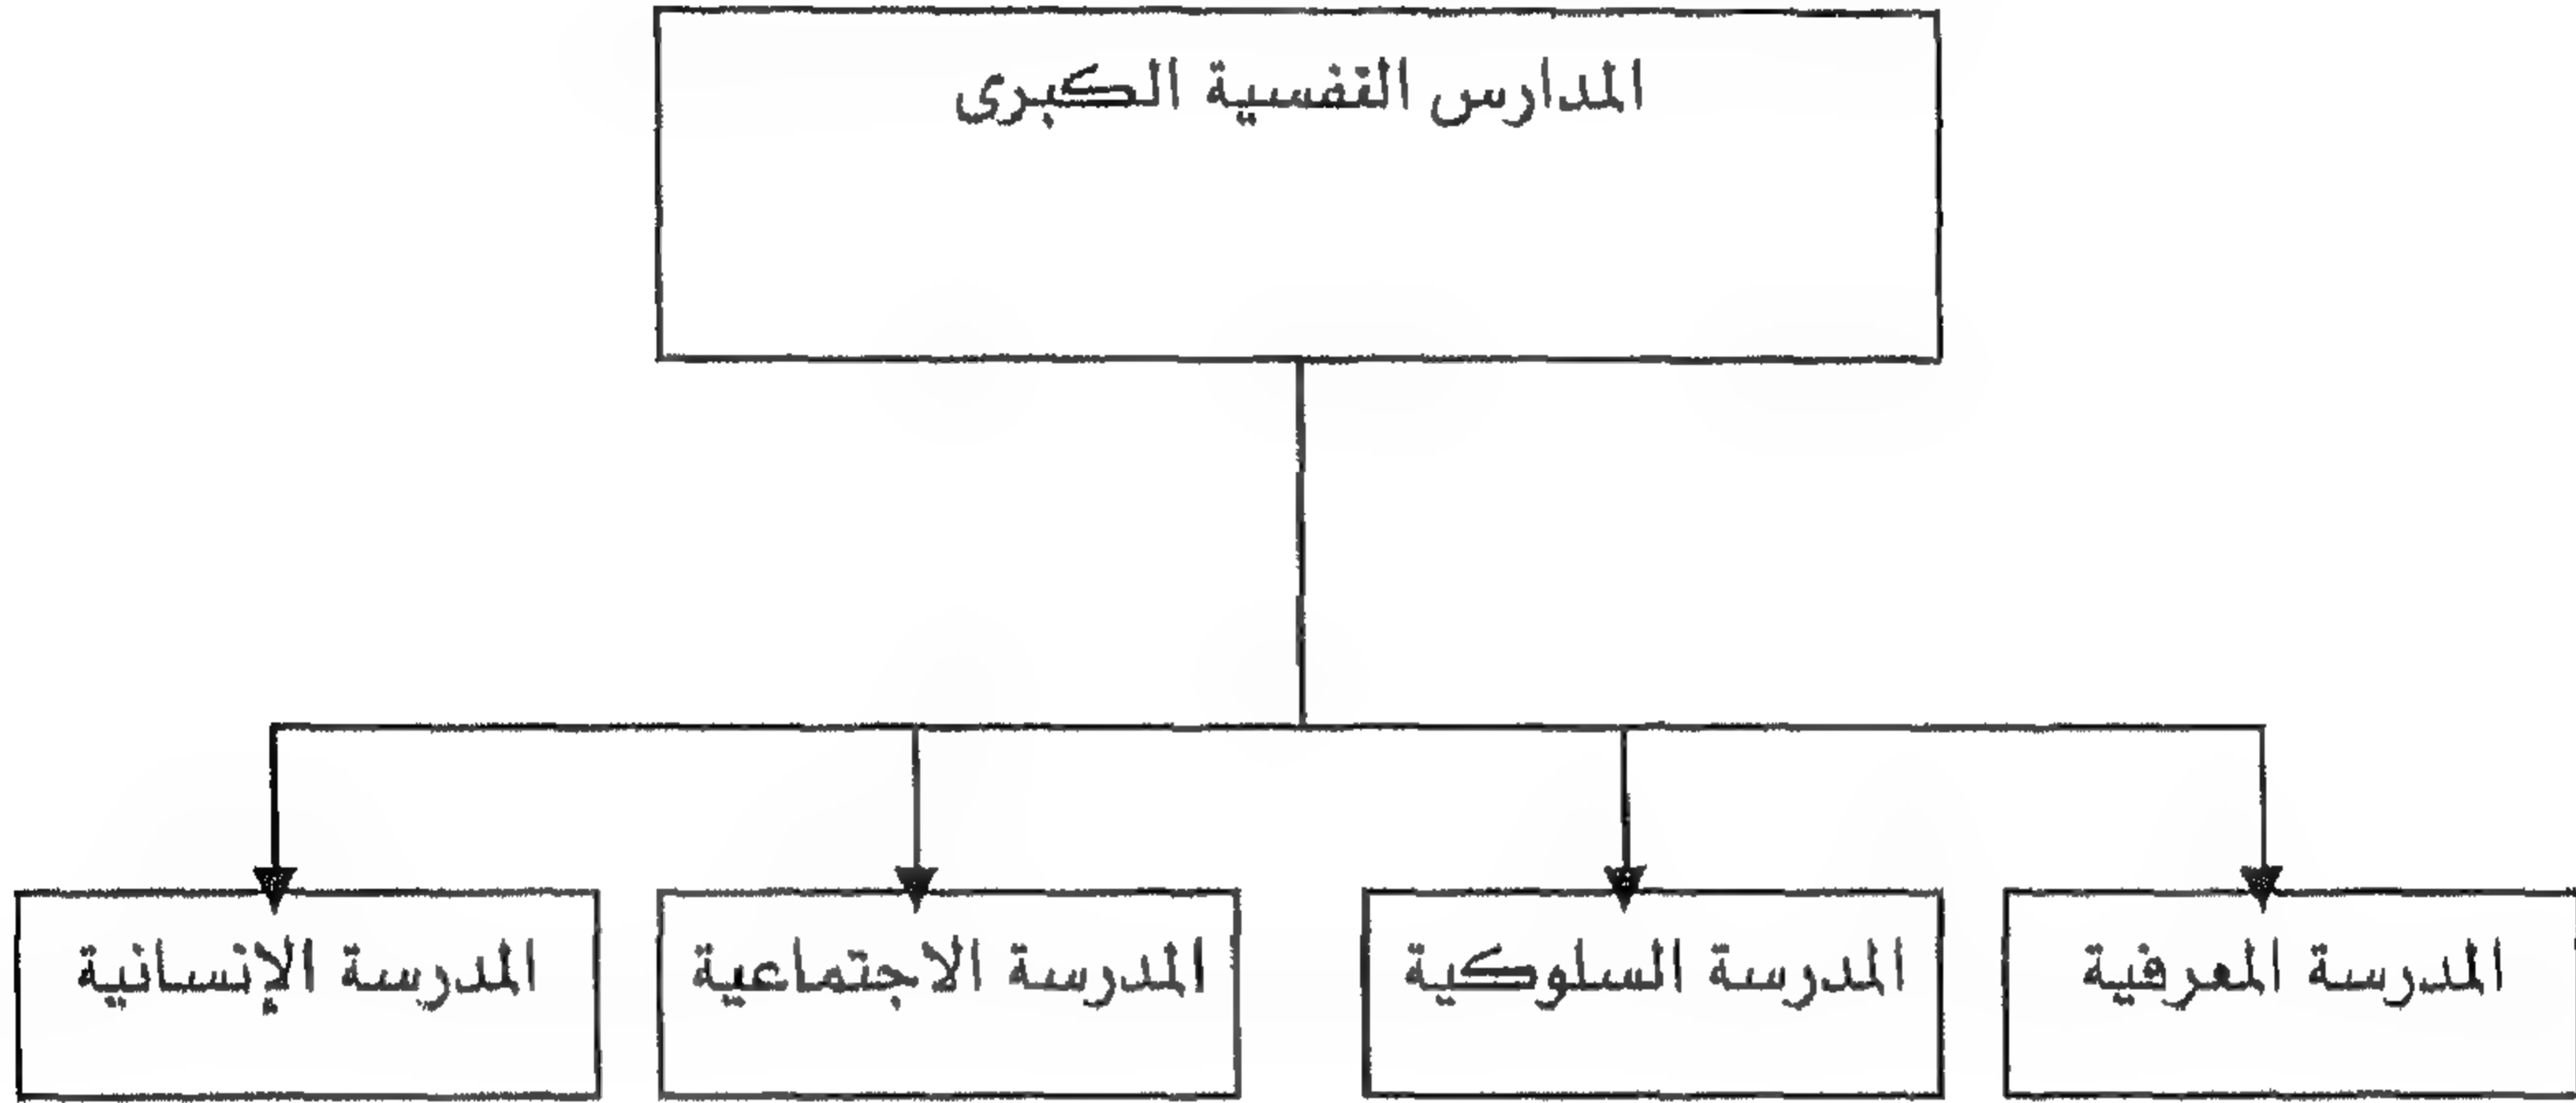 المدارس النفسية الكبرى
المدرسة المعرفية
المدرسة السلوكية
المدرسة الاجتماعية
المدرسة الإنسانية